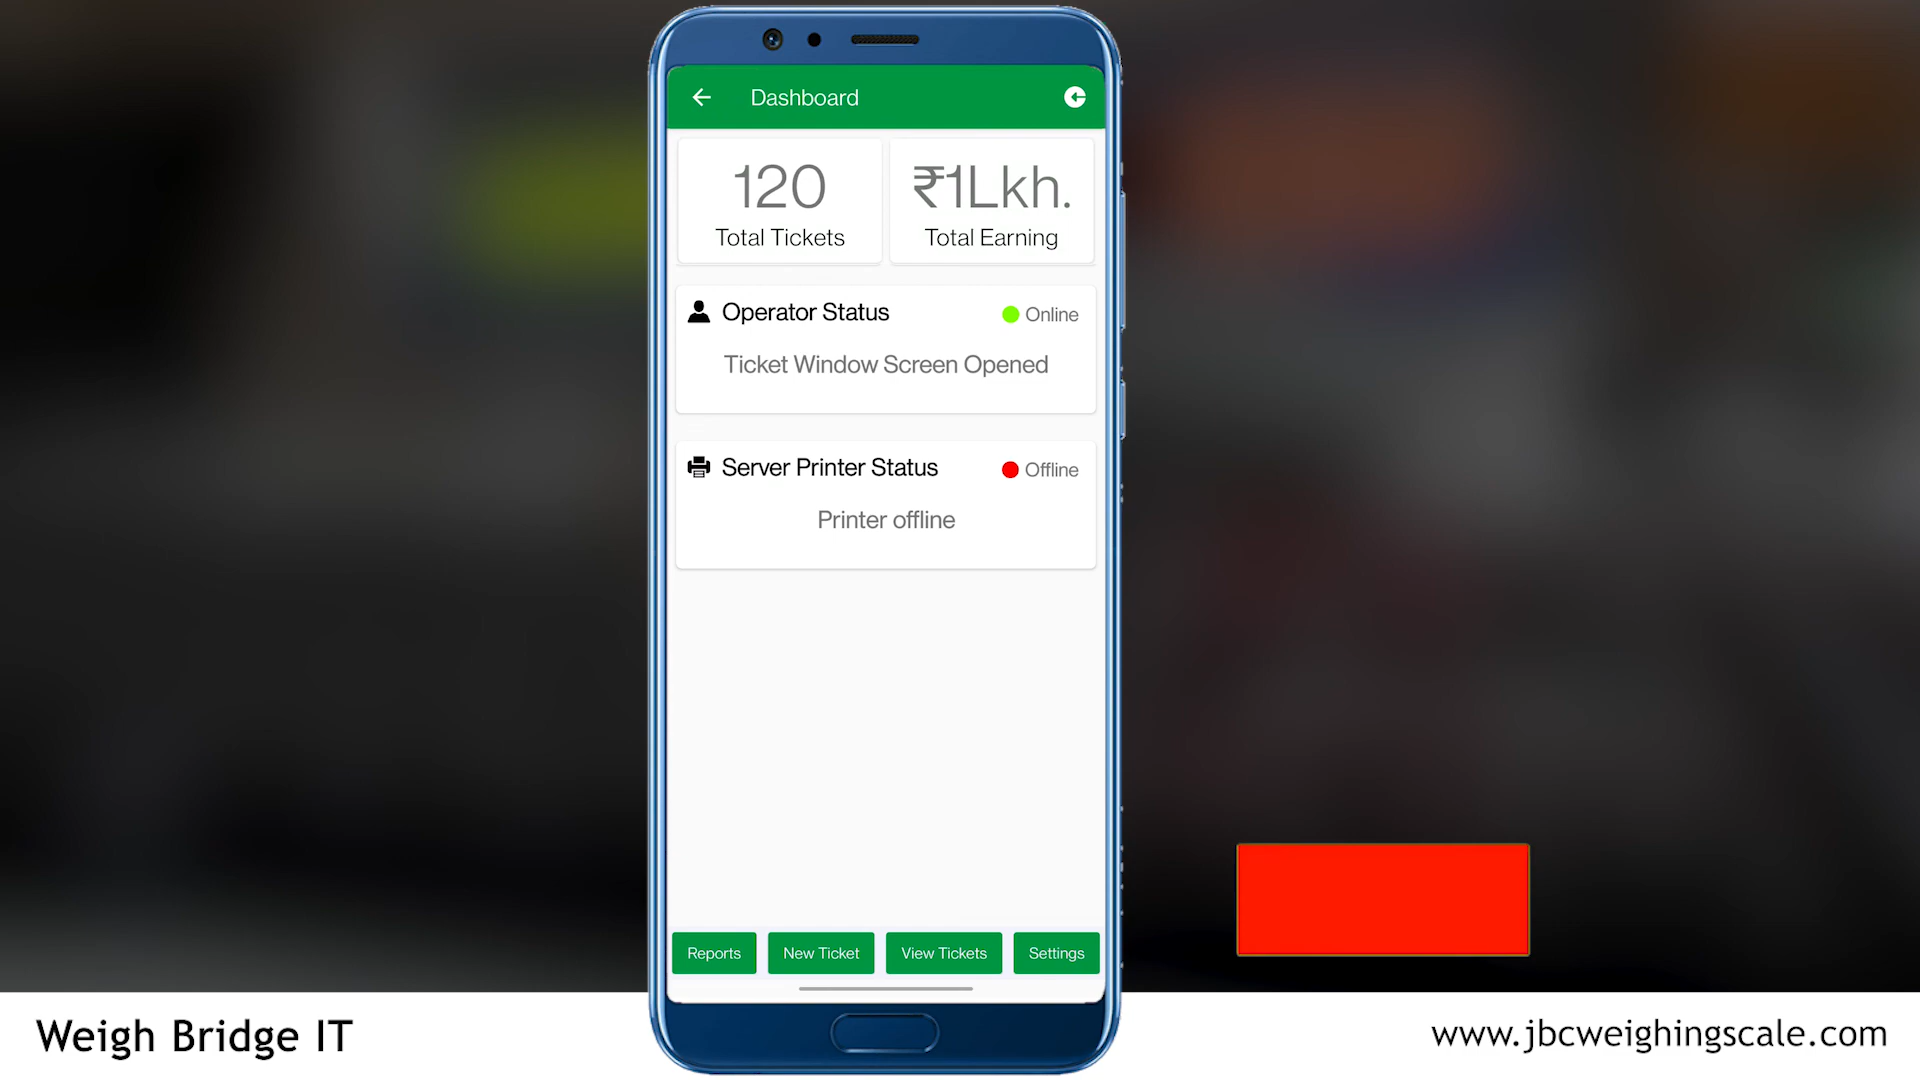 Dashboard
120
Total Tickets
₹1Lkh.
Total Earning
Operator Status
Online
Ticket Window Screen Opened
Server Printer Status
Offline
Printer offline
Reports
New Ticket
View Tickets
Settings
Weigh Bridge IT
www.jbcweighingscale.com